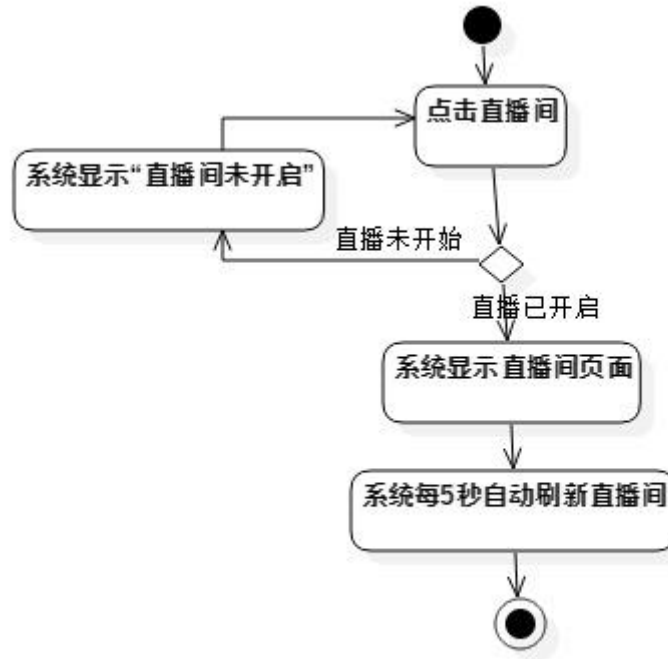 点击直播间
系统显示“直播间未开启”
直播未开始
直播已开启
系统显示直播间页面
系统每5秒自动刷新直播间